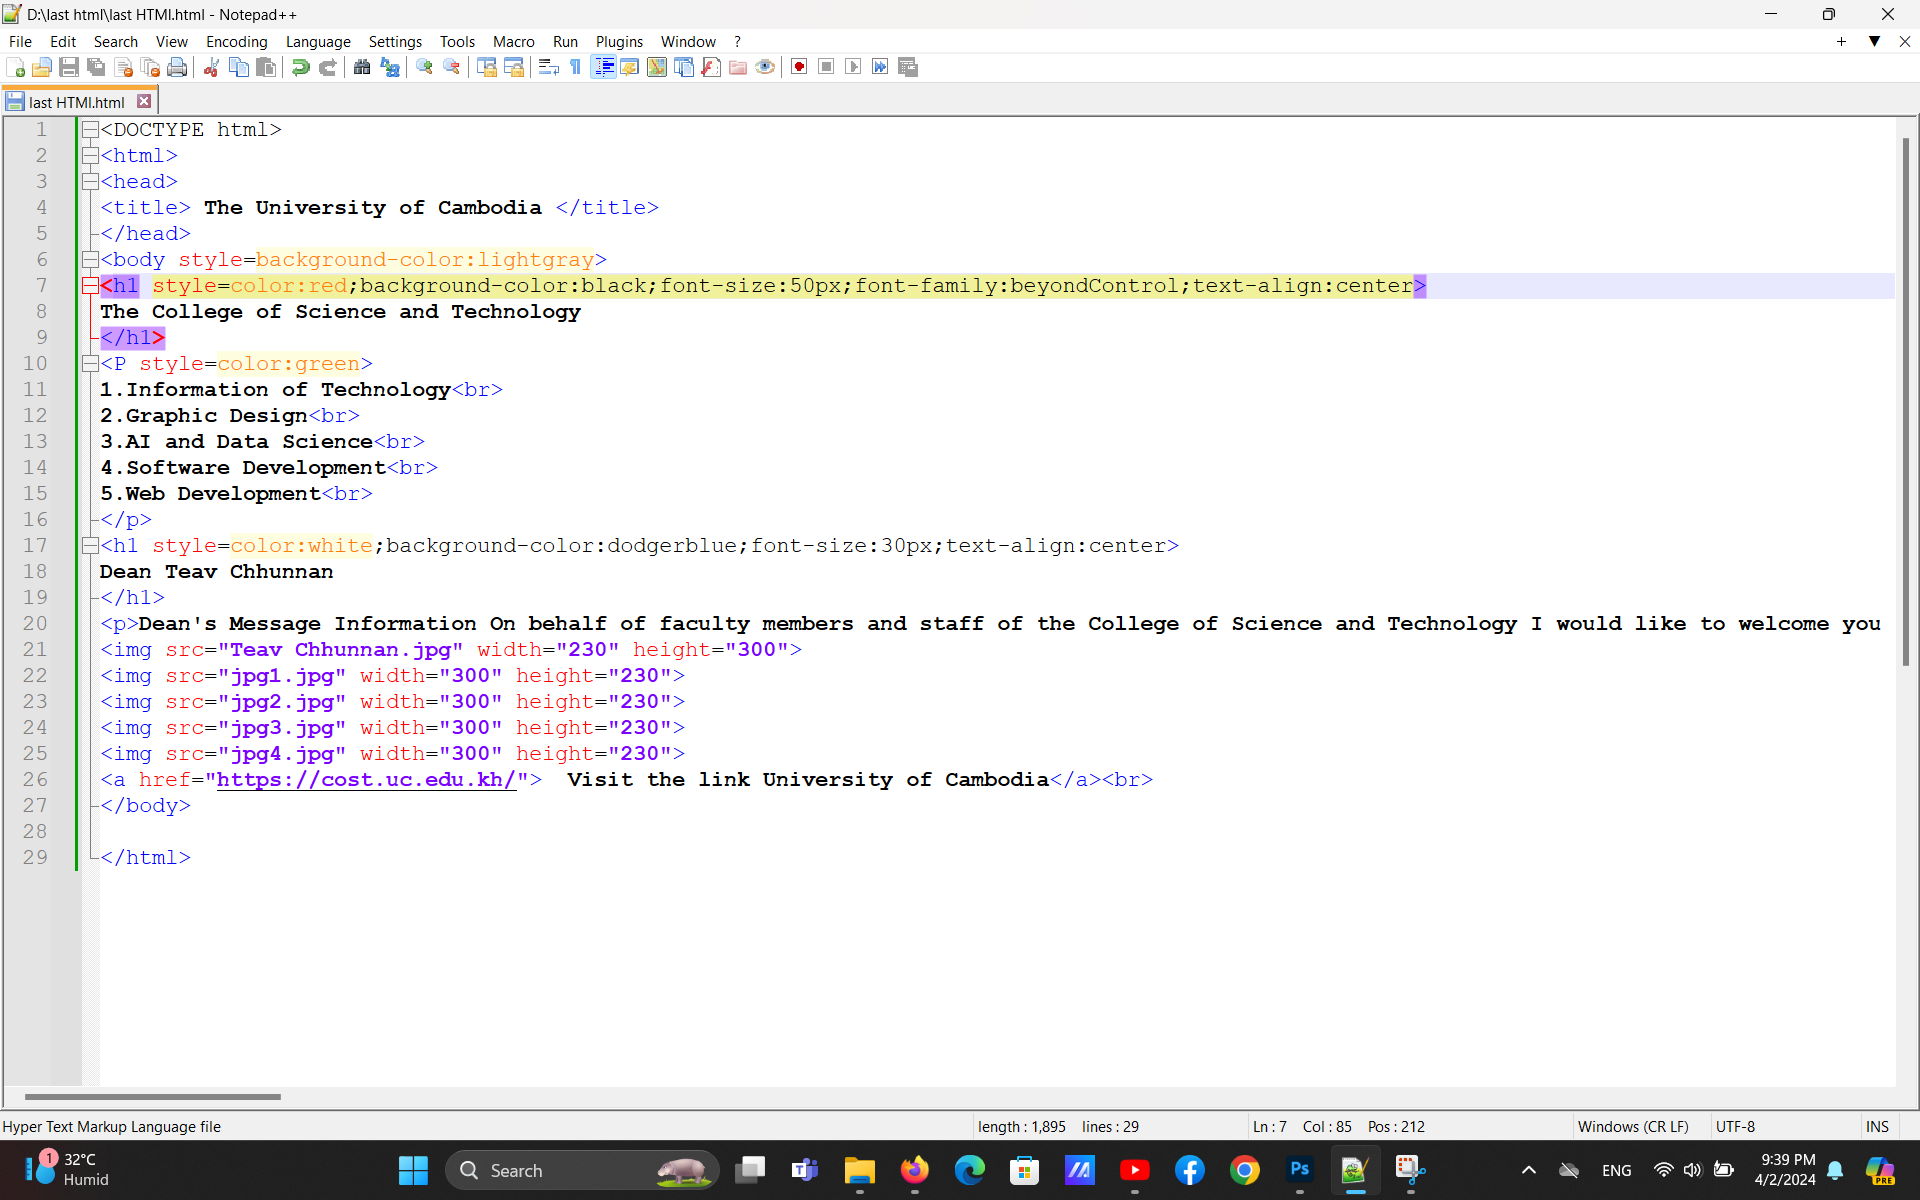 D:\last html\last HTMl.html - Notepad++
File Edit Search View Encoding Language Settings Tools Macro Run Plugins Window ?
last HTMl.html
1 <DOCTYPE html>
2 <html>
3 <head>
4 <title> The University of Cambodia </title>
5 </head>
6 <body style=background-color:lightgray>
7 <h1 style=color:red;background-color:black;font-size:50px;font-family:beyondControl;text-align:center>
8 The College of Science and Technology
9 </h1>
10 <P style=color:green>
11 1.Information of Technology<br>
12 2.Graphic Design<br>
13 3.AI and Data Science<br>
14 4.Software Development<br>
15 5.Web Development<br>
16 </p>
17 <h1 style=color:white;background-color:dodgerblue;font-size:30px;text-align:center>
18 Dean Teav Chhunnan
19 </h1>
20 <p>Dean's Message Information On behalf of faculty members and staff of the College of Science and Technology I would like to welcome you
21 <img src="Teav Chhunnan.jpg" width="230" height="300">
22 <img src="jpg1.jpg" width="300" height="230">
23 <img src="jpg2.jpg" width="300" height="230">
24 <img src="jpg3.jpg" width="300" height="230">
25 <img src="jpg4.jpg" width="300" height="230">
26 <a href="https://cost.uc.edu.kh/">  Visit the link University of Cambodia</a><br>
27 </body>
28
29 </html>
Hyper Text Markup Language file length : 1,895 lines : 29 Ln : 7 Col : 85 Pos : 212 Windows (CR LF) UTF-8 INS
1 32°C
Humid
Search
Ps
ENG
9:39 PM
4/2/2024
PRE